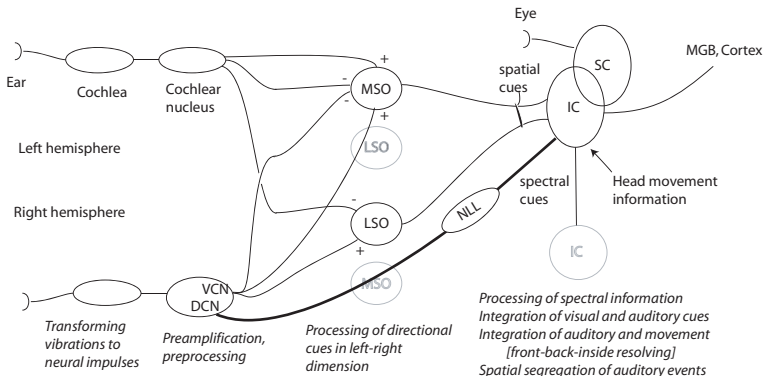 Eye
MGB, Cortex
SC
spatial
cues
Ear
Cochlea
Cochlear
nucleus
+
-
MSO
-
+
IC
Left hemisphere
LSO
Right hemisphere
-
LSO
+
NLL
spectral
cues
Head movement
information
IC
VCN
DCN
MSO
Transforming
vibrations to
neural impulses
Preamplification,
preprocessing
Processing of directional
cues in left-right
dimension
Processing of spectral information
Integration of visual and auditory cues
Integration of auditory and movement
[front-back-inside resolving]
Spatial segregation of auditory events